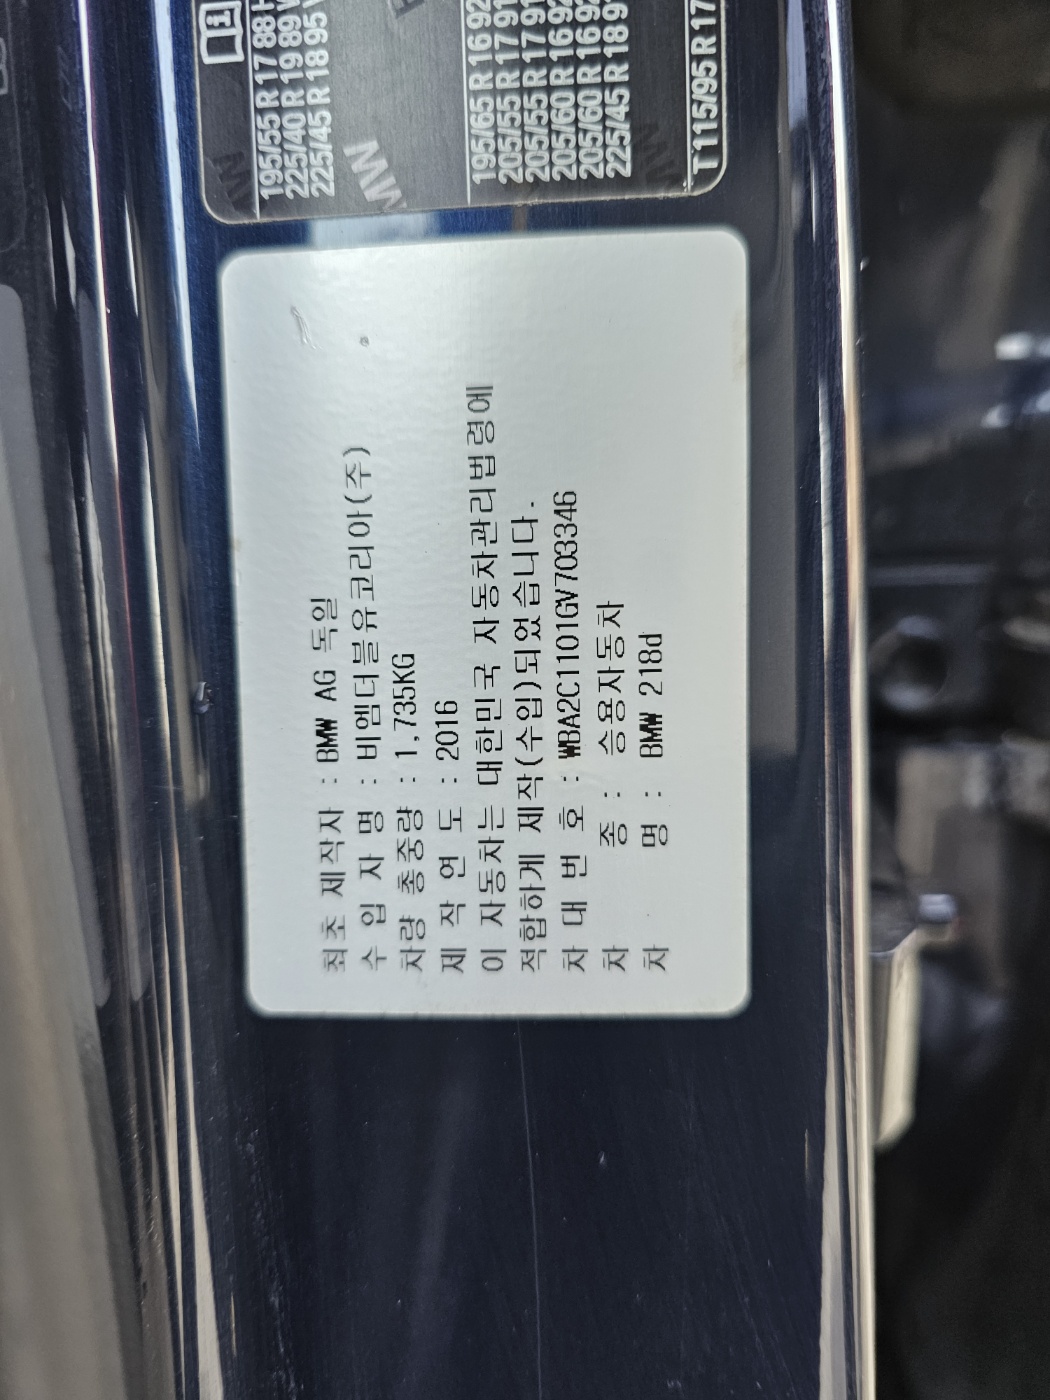 최초 제작자 : BMW AG 독일
수 입 자 명 : 비엠더블유코리아(주)
차량 총중량 : 1,735KG
제 작 연 도 : 2016
이 자동차는 대한민국 자동차관리법령에
적합하게 제작(수입)되었습니다.
차 대 번 호 : WBA2C1101GV703346
차 종 : 승용자동차
차 명 : BMW 218d
195/55 R 17 88
225/40 R 19 89
225/45 R 18 95
MW
195/65 R 16 92
205/55 R 17 91
205/55 R 17 91
205/60 R 16 92
205/60 R 16 92
225/45 R 18 91
T 115/95 R 17